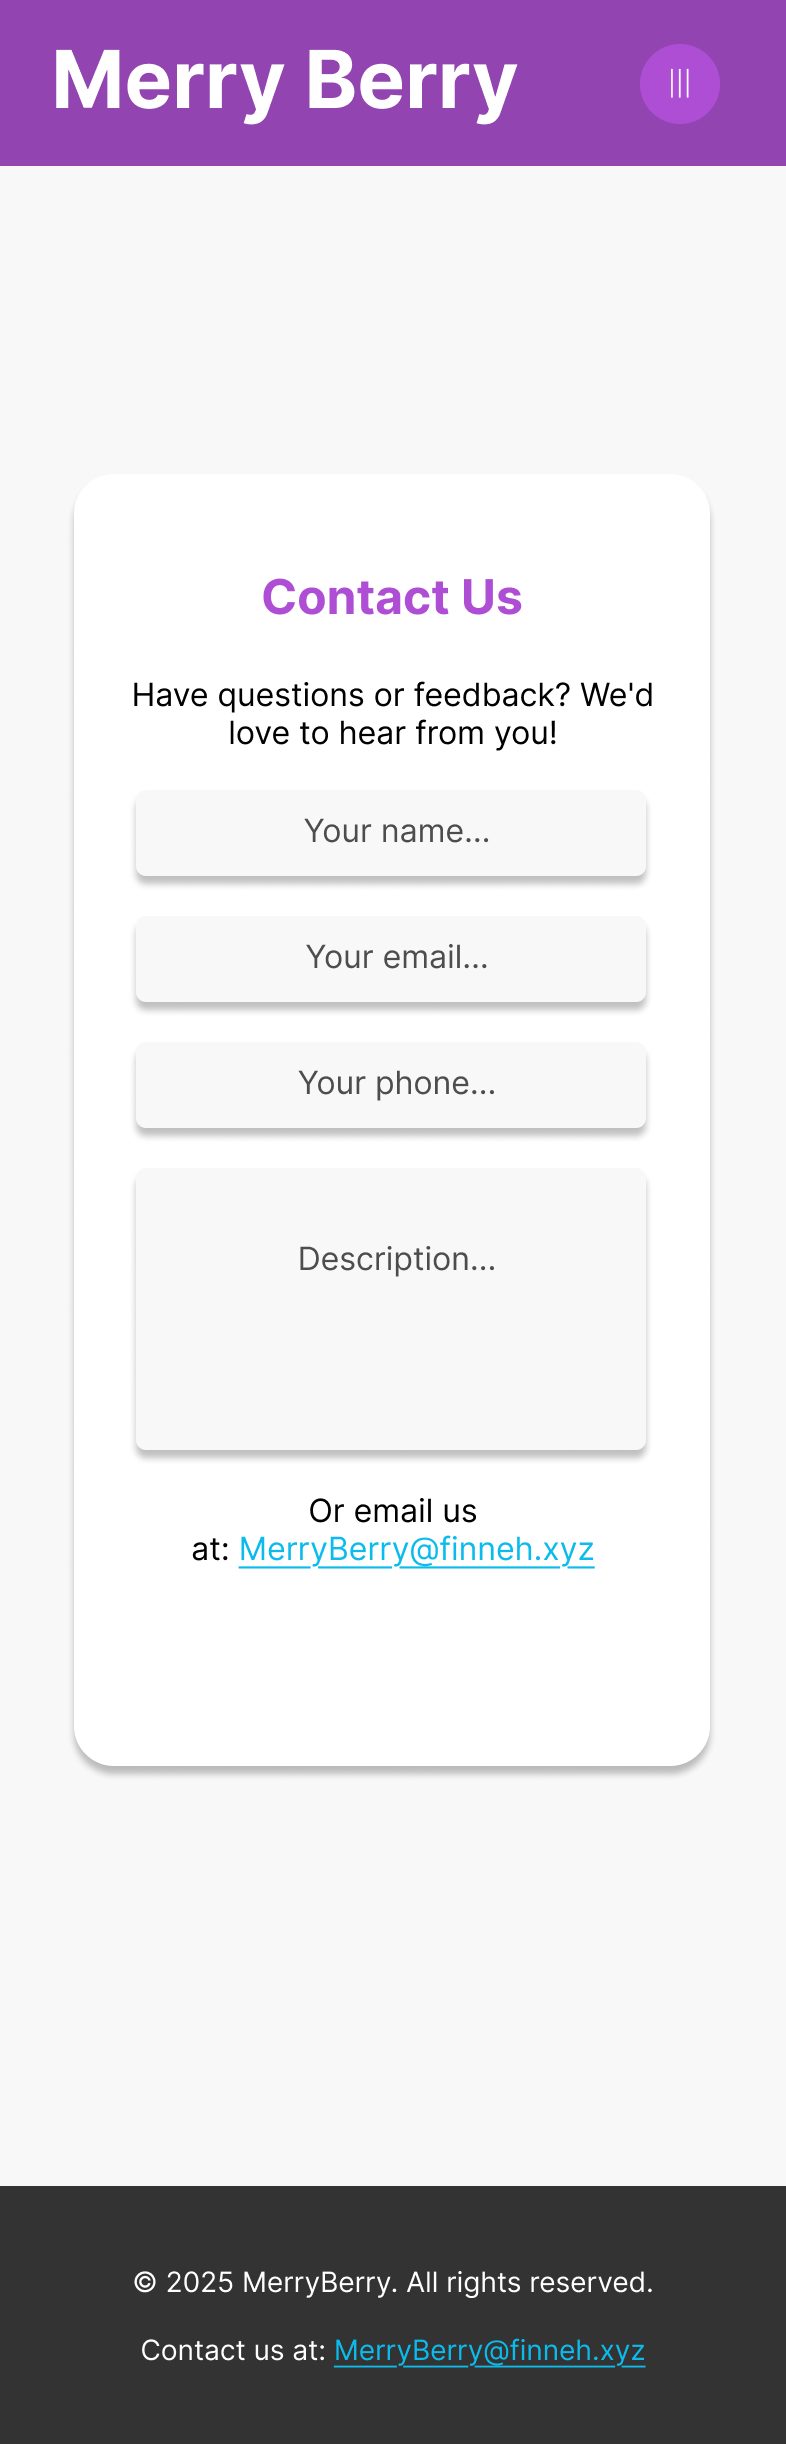 Merry Berry
Contact Us
Have questions or feedback? We'd
love to hear from you!
Your name...
Your email...
Your phone...
Description...
Or email us
at: MerryBerry@finneh.xyz
© 2025 MerryBerry. All rights reserved.
Contact us at: MerryBerry@finneh.xyz